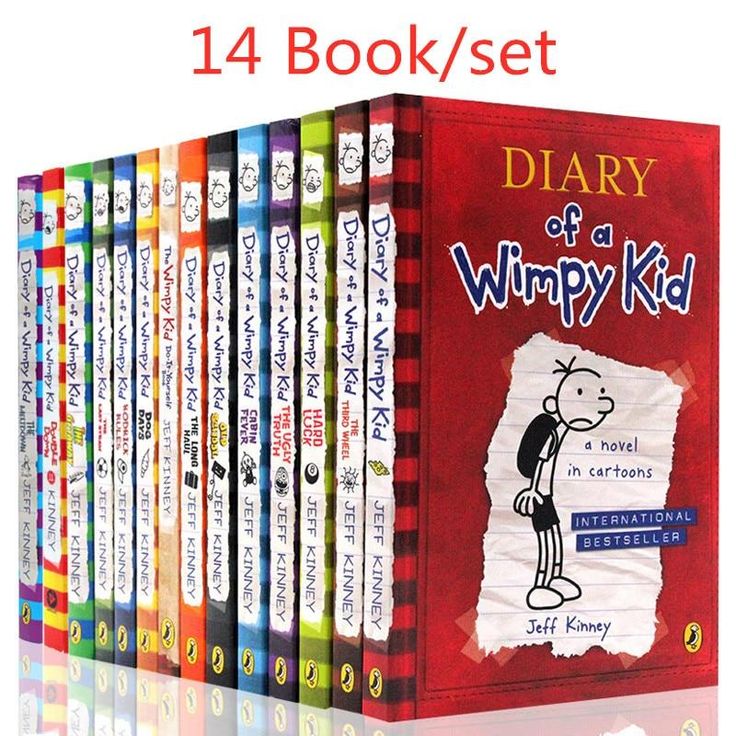 14 Book/set
Diary of a Wimpy Kid THE MELTDOWN JEFF KINNEY
Diary of a Wimpy Kid DOUBLE DOWN KINNEY
Diary of a Wimpy Kid THE GETAWAY JEFF KINNEY
Diary of a Wimpy Kid THE LAST STRAW JEFF KINNEY
Diary of a Wimpy Kid RODRICK RULES JEFF KINNEY
Diary of a Wimpy Kid DOG DAYS JEFF KINNEY
The Wimpy Kid Do-It-Yourself Book JEFF KINNEY
Diary of a Wimpy Kid THE LONG HAUL JEFF KINNEY
Diary of a Wimpy Kid OLD SCHOOL JEFF KINNEY
Diary of a Wimpy Kid CABIN FEVER JEFF KINNEY
Diary of a Wimpy Kid THE UGLY TRUTH JEFF KINNEY
Diary of a Wimpy Kid HARD LUCK JEFF KINNEY
Diary of a Wimpy Kid THE THIRD WHEEL JEFF KINNEY
Diary of a Wimpy Kid JEFF KINNEY
DIARY
of a
Wimpy Kid
a novel
in cartoons
INTERNATIONAL
BESTSELLER
Jeff Kinney